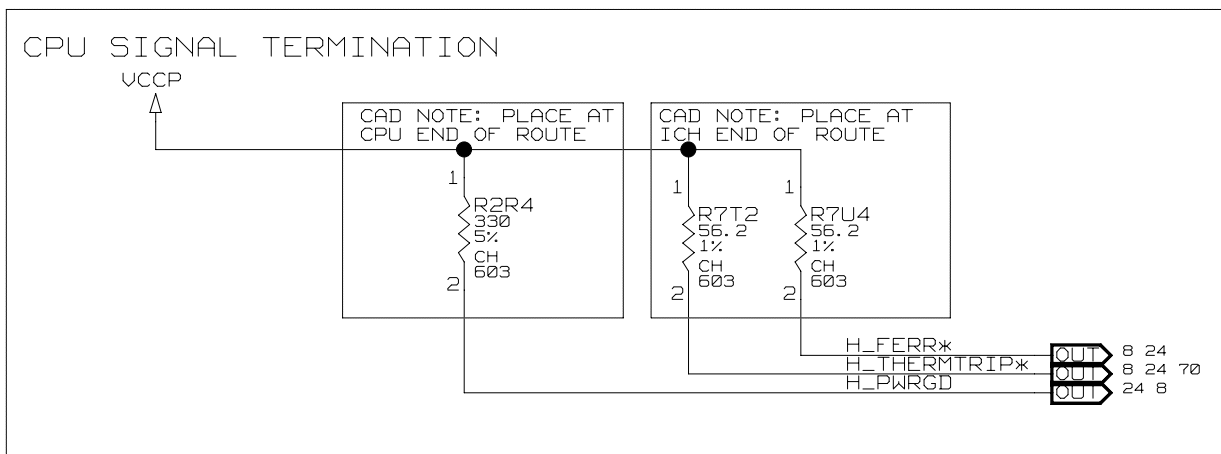 CPU SIGNAL TERMINATION
VCCP
CAD NOTE: PLACE AT
CPU END OF ROUTE
CAD NOTE: PLACE AT
ICH END OF ROUTE
1
R2R4
330
5%
CH
603
2
1
R7T2
56.2
1%
CH
603
2
1
R7U4
56.2
1%
CH
603
2
H_FERR*
OUT
8 24
H_THERMTRIP*
OUT
8 24 70
H_PWRGD
OUT
24 8